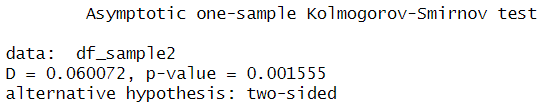 Asymptotic one-sample Kolmogorov-Smirnov test
data:  df_sample2
D = 0.060072, p-value = 0.001555
alternative hypothesis: two-sided